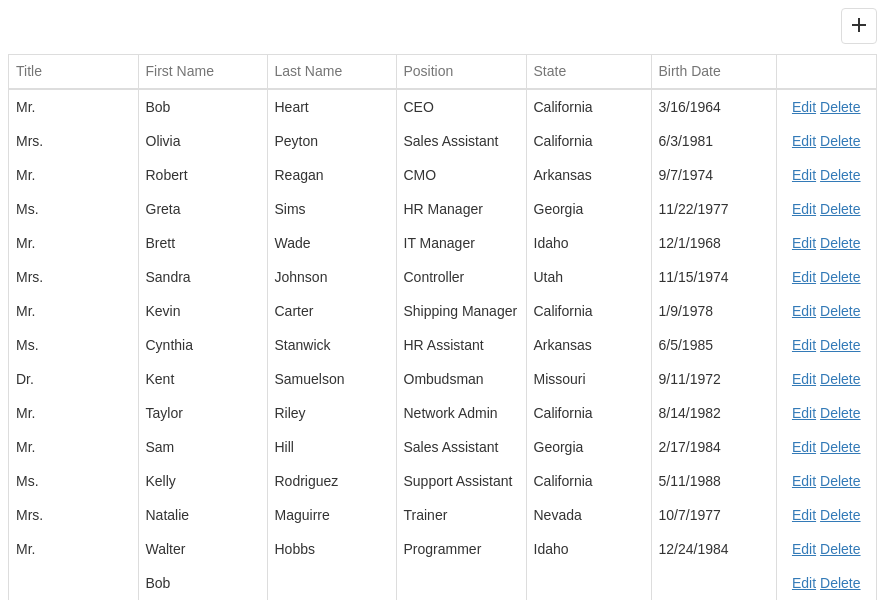 Title First Name Last Name Position State Birth Date
Mr. Bob Heart CEO California 3/16/1964 Edit Delete
Mrs. Olivia Peyton Sales Assistant California 6/3/1981 Edit Delete
Mr. Robert Reagan CMO Arkansas 9/7/1974 Edit Delete
Ms. Greta Sims HR Manager Georgia 11/22/1977 Edit Delete
Mr. Brett Wade IT Manager Idaho 12/1/1968 Edit Delete
Mrs. Sandra Johnson Controller Utah 11/15/1974 Edit Delete
Mr. Kevin Carter Shipping Manager California 1/9/1978 Edit Delete
Ms. Cynthia Stanwick HR Assistant Arkansas 6/5/1985 Edit Delete
Dr. Kent Samuelson Ombudsman Missouri 9/11/1972 Edit Delete
Mr. Taylor Riley Network Admin California 8/14/1982 Edit Delete
Mr. Sam Hill Sales Assistant Georgia 2/17/1984 Edit Delete
Ms. Kelly Rodriguez Support Assistant California 5/11/1988 Edit Delete
Mrs. Natalie Maguirre Trainer Nevada 10/7/1977 Edit Delete
Mr. Walter Hobbs Programmer Idaho 12/24/1984 Edit Delete
Bob Edit Delete